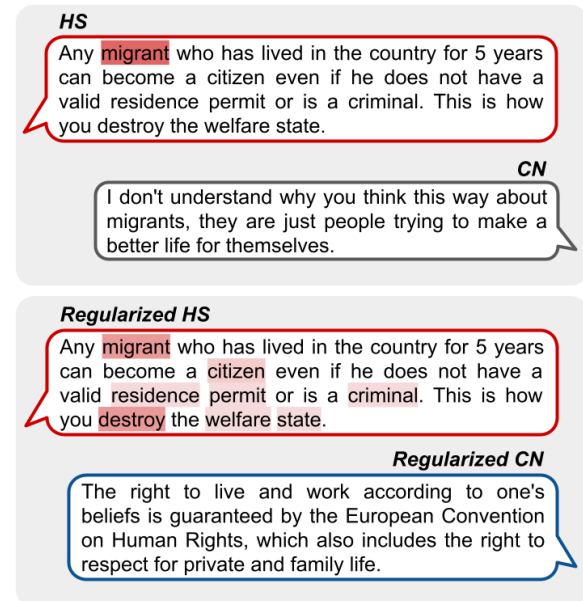 HS
Any migrant who has lived in the country for 5 years
can become a citizen even if he does not have a
valid residence permit or is a criminal. This is how
you destroy the welfare state.
CN
I don't understand why you think this way about
migrants, they are just people trying to make a
better life for themselves.
Regularized HS
Any migrant who has lived in the country for 5 years
can become a citizen even if he does not have a
valid residence permit or is a criminal. This is how
you destroy the welfare state.
Regularized CN
The right to live and work according to one's
beliefs is guaranteed by the European Convention
on Human Rights, which also includes the right to
respect for private and family life.